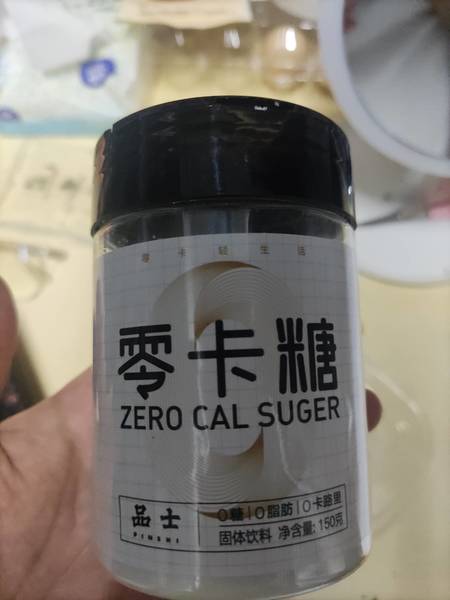 零卡轻生活
零卡糖
ZERO CAL SUGER
品士
PINSHI
0糖|0脂肪|0卡路里
固体饮料 净含量:150克